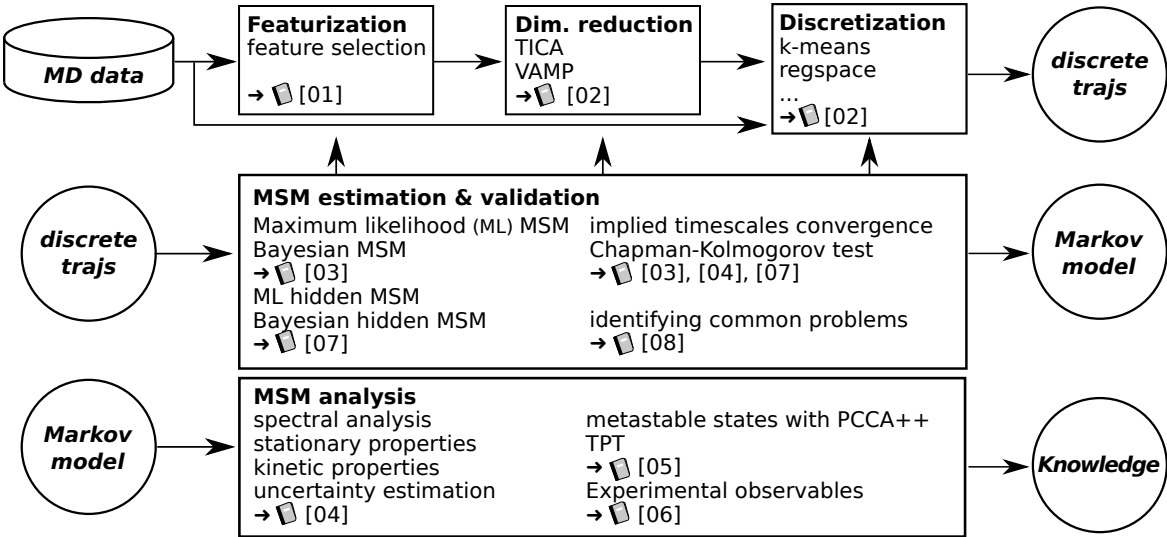 MD data
Featurization
feature selection
→ [01]
Dim. reduction
TICA
VAMP
→ [02]
Discretization
k-means
regspace
...
→ [02]
discrete
trajs
discrete
trajs
MSM estimation & validation
Maximum likelihood (ML) MSM
Bayesian MSM
→ [03]
ML hidden MSM
Bayesian hidden MSM
→ [07]
implied timescales convergence
Chapman-Kolmogorov test
→ [03], [04], [07]
identifying common problems
→ [08]
Markov
model
Markov
model
MSM analysis
spectral analysis
stationary properties
kinetic properties
uncertainty estimation
→ [04]
metastable states with PCCA++
TPT
→ [05]
Experimental observables
→ [06]
Knowledge